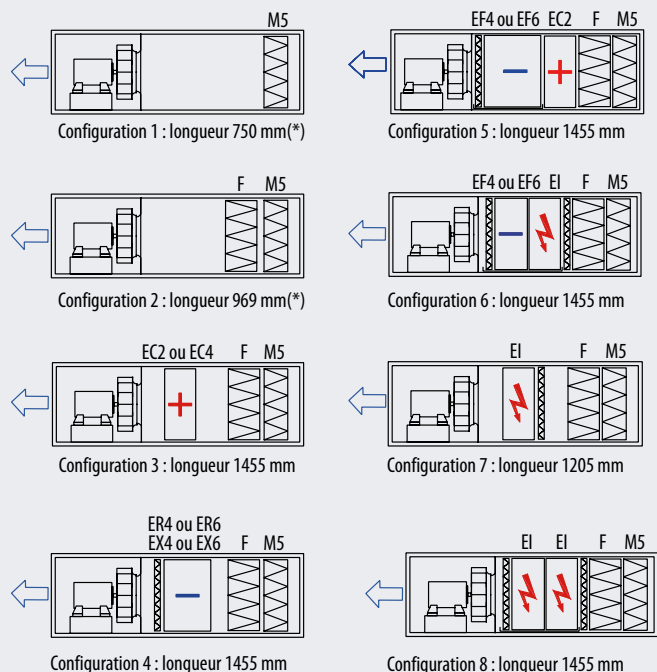 M5
Configuration 1 : longueur 750 mm(*)
F M5
Configuration 2 : longueur 969 mm(*)
EC2 ou EC4 F M5
Configuration 3 : longueur 1455 mm
ER4 ou ER6
EX4 ou EX6 F M5
Configuration 4 : longueur 1455 mm
EF4 ou EF6 EC2 F M5
Configuration 5 : longueur 1455 mm
EF4 ou EF6 EI F M5
Configuration 6 : longueur 1455 mm
EI F M5
Configuration 7 : longueur 1205 mm
EI EI F M5
Configuration 8 : longueur 1455 mm